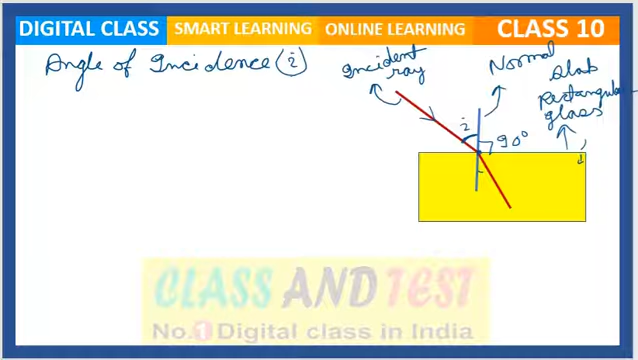 DIGITAL CLASS
SMART LEARNING
ONLINE LEARNING
CLASS 10
Angle of Incidence (i)
Incident
ray
Normal
Slab
Rectangular
glass
i
90°
CLASS AND TEST
No.1 Digital class in India